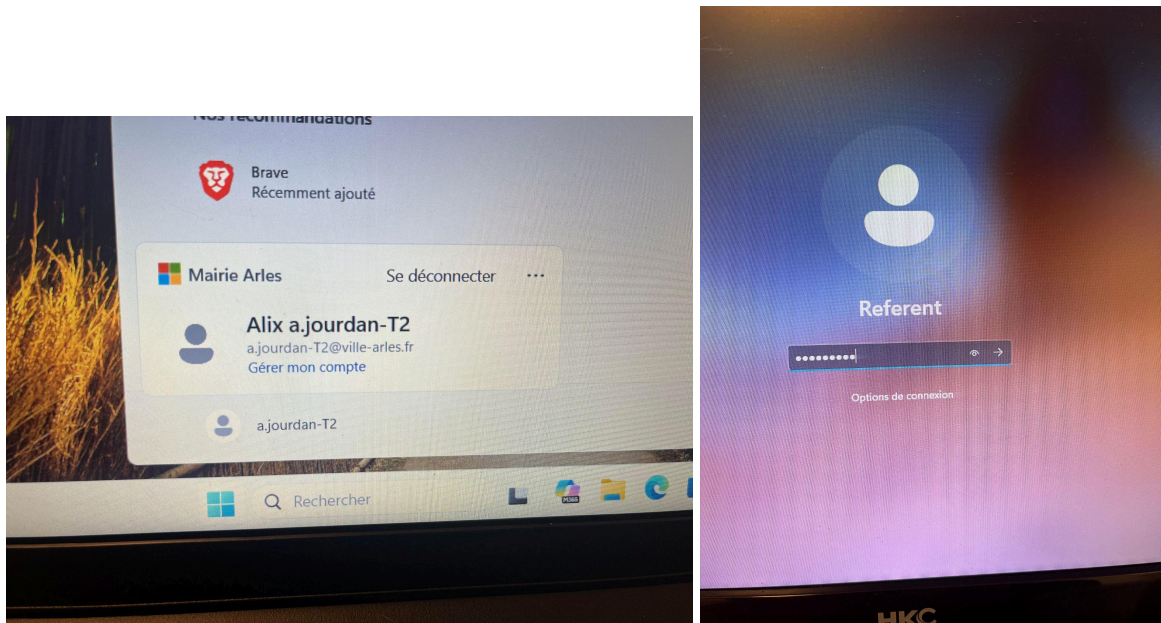 Nos recommandations
Brave
Récemment ajouté
Mairie Arles
Se déconnecter
Alix a.jourdan-T2
a.jourdan-T2@ville-arles.fr
Gérer mon compte
a.jourdan-T2
Rechercher
M365
Referent
Options de connexion
HKC